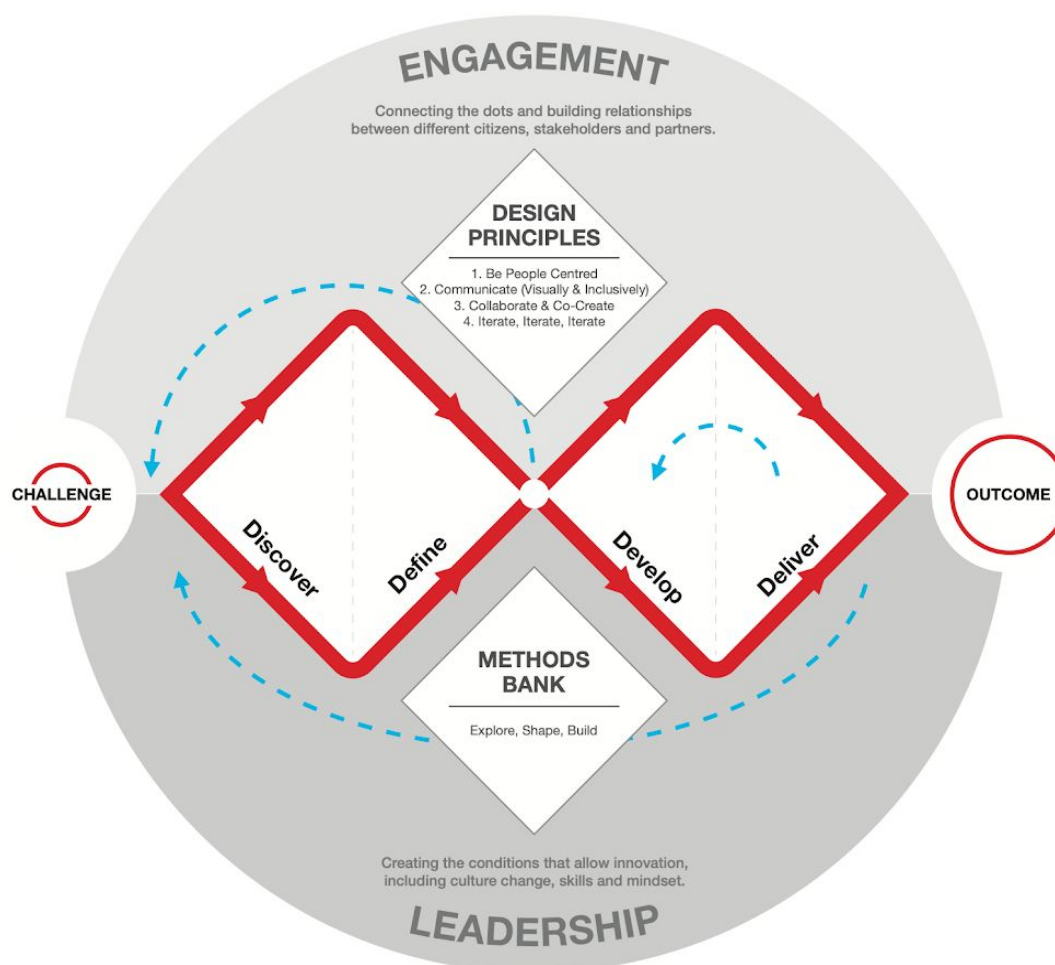 ENGAGEMENT
Connecting the dots and building relationships
between different citizens, stakeholders and partners.
DESIGN
PRINCIPLES
1. Be People Centred
2. Communicate (Visually & Inclusively)
3. Collaborate & Co-Create
4. Iterate, Iterate, Iterate
CHALLENGE
OUTCOME
Discover
Define
Develop
Deliver
METHODS
BANK
Explore, Shape, Build
Creating the conditions that allow innovation,
including culture change, skills and mindset.
LEADERSHIP